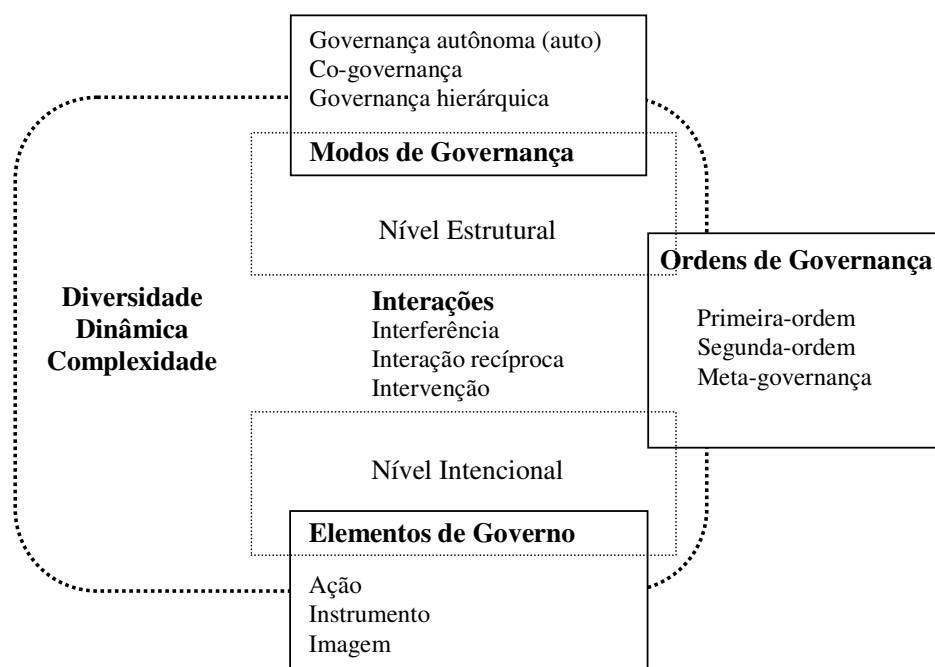 Governança autônoma (auto)
Co-governança
Governança hierárquica
Modos de Governança
Nível Estrutural
Ordens de Governança
Primeira-ordem
Segunda-ordem
Meta-governança
Diversidade
Dinâmica
Complexidade
Interações
Interferência
Interação recíproca
Intervenção
Nível Intencional
Elementos de Governo
Ação
Instrumento
Imagem